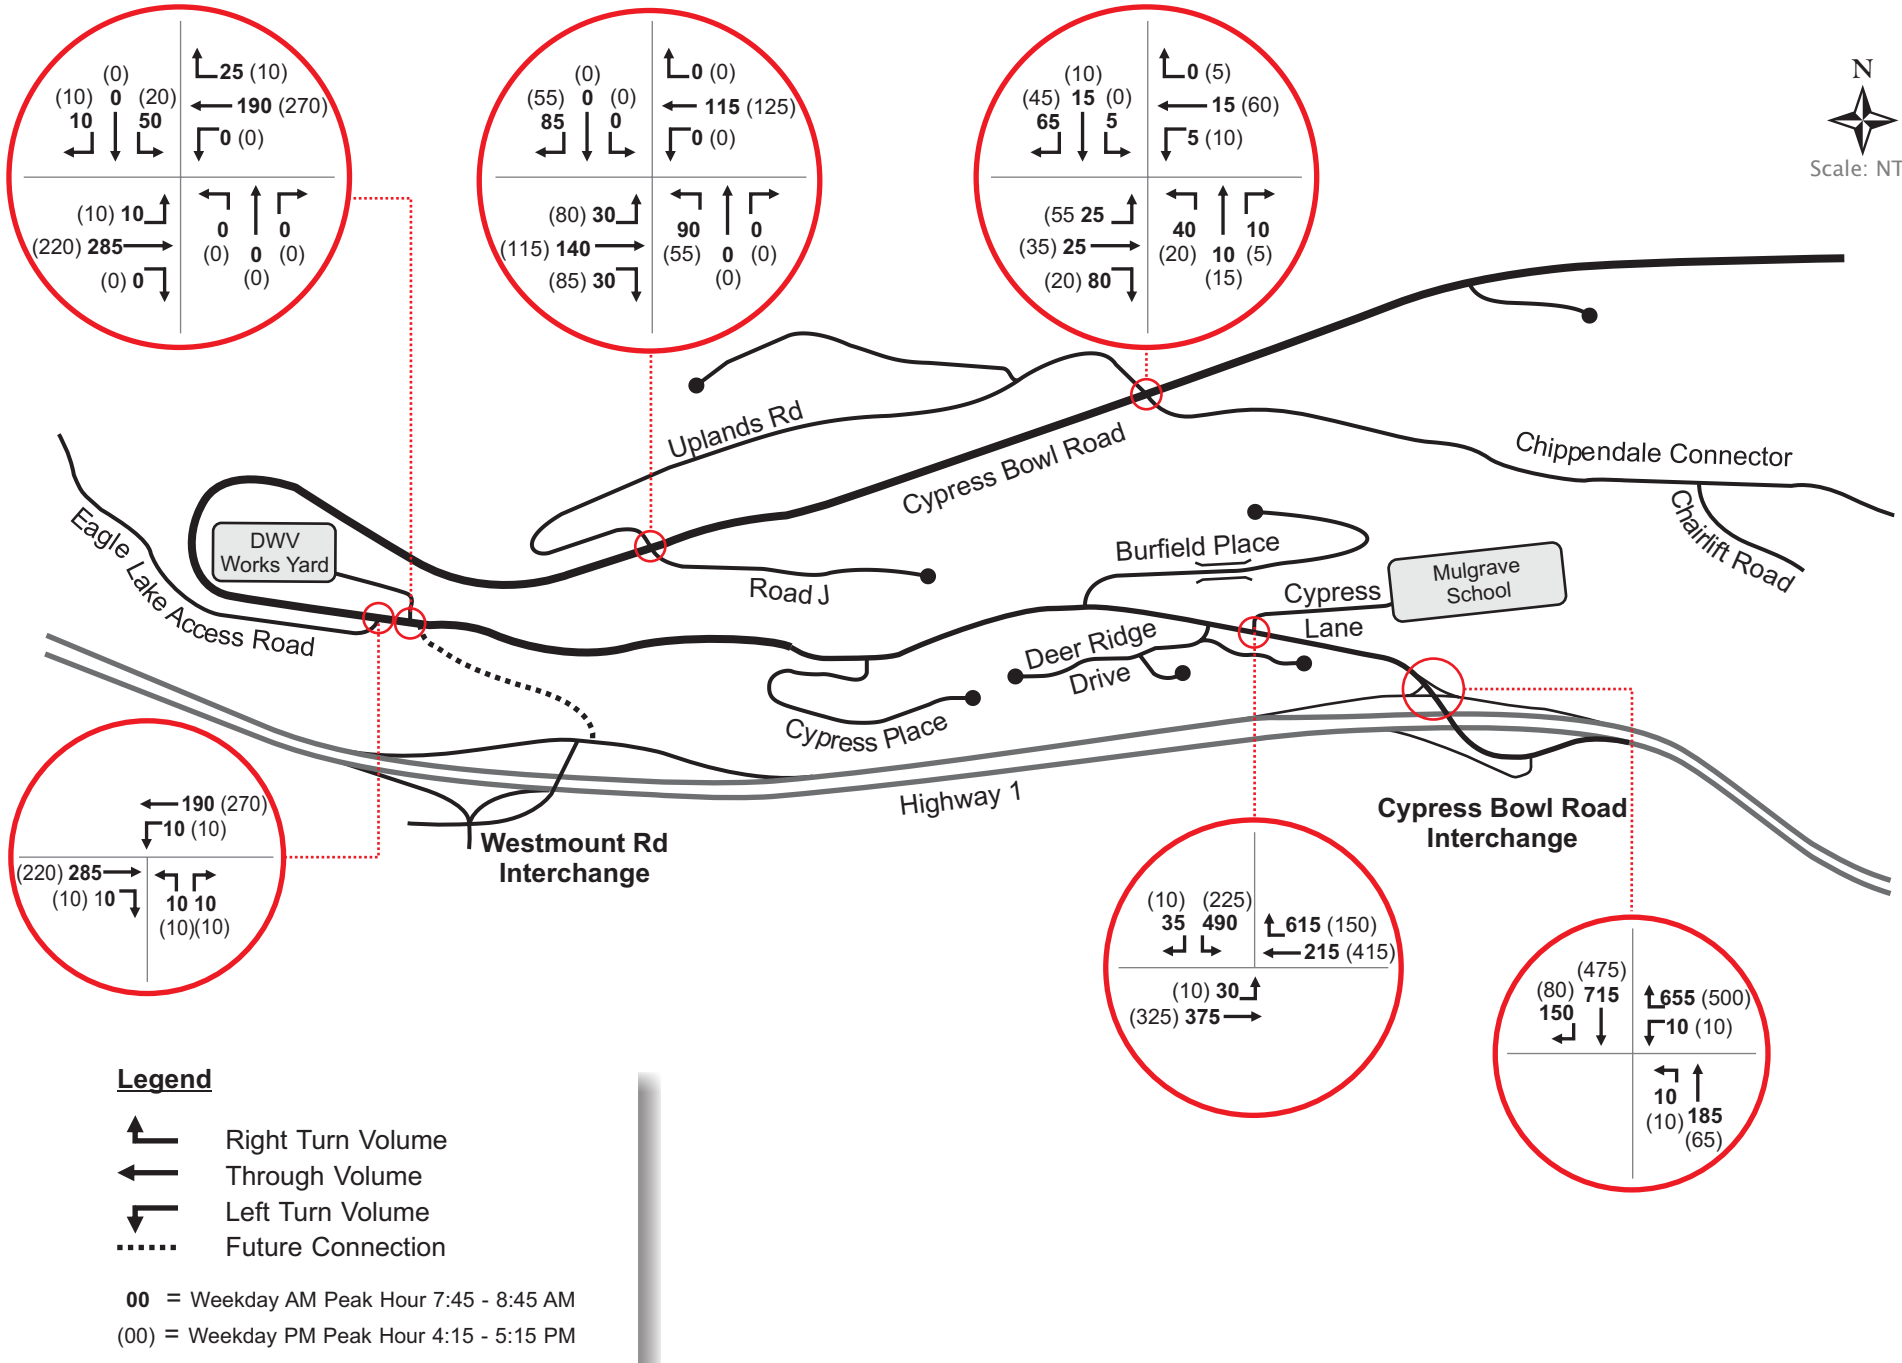 (0)
(10) 0 (20)
10 50
25 (10)
190 (270)
0 (0)
(10) 10
(220) 285
(0) 0
0 0
(0) 0 (0)
(0)
(0)
(55) 0 (0)
85 0
0 (0)
115 (125)
0 (0)
(80) 30
(115) 140
(85) 30
90 0
(55) 0 (0)
(0)
(10)
(45) 15 (0)
65 5
0 (5)
15 (60)
5 (10)
(55 25
(35) 25
(20) 80
40 10
(20) 10 (5)
(15)
N
Scale: NT
Uplands Rd
Cypress Bowl Road
Chippendale Connector
Chairlift Road
Eagle Lake Access Road
DWV
Works Yard
Road J
Burfield Place
Cypress
Lane
Mulgrave
School
Deer Ridge
Drive
Cypress Place
Highway 1
Westmount Rd
Interchange
Cypress Bowl Road
Interchange
190 (270)
10 (10)
(220) 285
(10) 10
10 10
(10)(10)
(10) (225)
35 490
615 (150)
215 (415)
(10) 30
(325) 375
(475)
(80) 715
150
655 (500)
10 (10)
10
(10) 185
(65)
Legend
Right Turn Volume
Through Volume
Left Turn Volume
Future Connection
00 = Weekday AM Peak Hour 7:45 - 8:45 AM
(00) = Weekday PM Peak Hour 4:15 - 5:15 PM